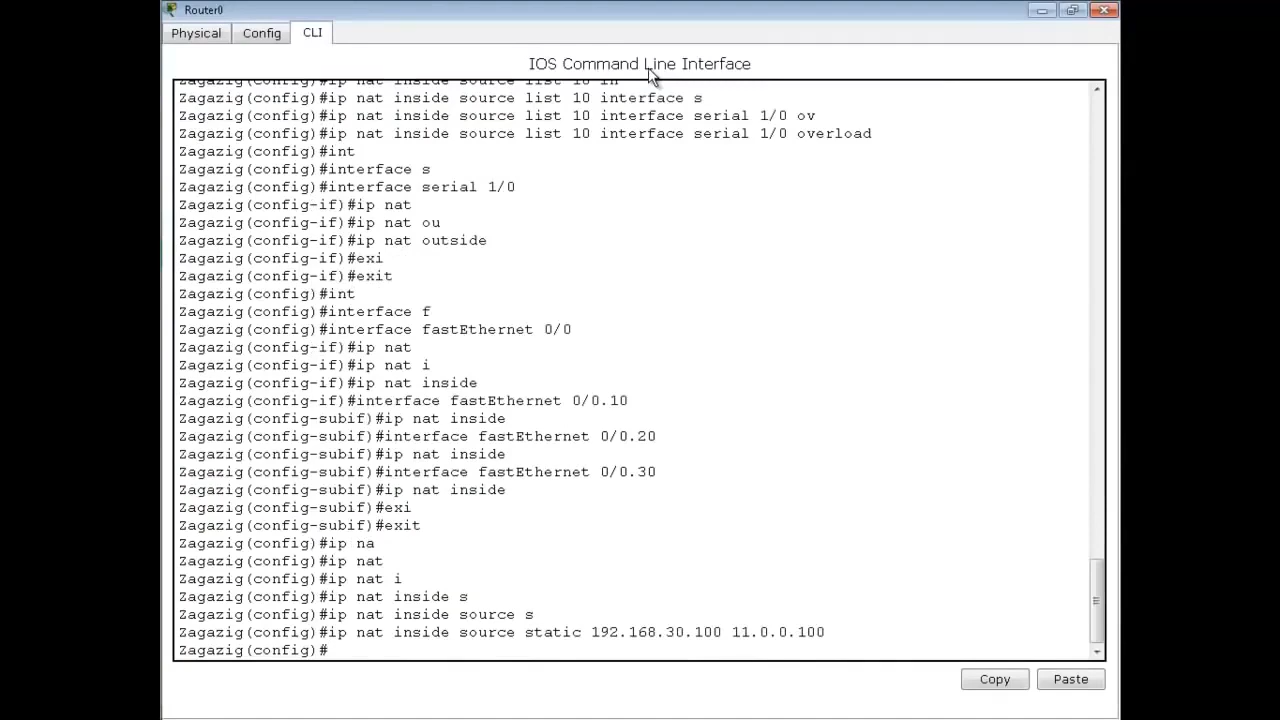 Router0
Physical
Config
CLI
IOS Command Line Interface
Zagazig(config)#ip nat inside source list 10 in
Zagazig(config)#ip nat inside source list 10 interface s
Zagazig(config)#ip nat inside source list 10 interface serial 1/0 ov
Zagazig(config)#ip nat inside source list 10 interface serial 1/0 overload
Zagazig(config)#int
Zagazig(config)#interface s
Zagazig(config)#interface serial 1/0
Zagazig(config-if)#ip nat
Zagazig(config-if)#ip nat ou
Zagazig(config-if)#ip nat outside
Zagazig(config-if)#exi
Zagazig(config-if)#exit
Zagazig(config)#int
Zagazig(config)#interface f
Zagazig(config)#interface fastEthernet 0/0
Zagazig(config-if)#ip nat
Zagazig(config-if)#ip nat i
Zagazig(config-if)#ip nat inside
Zagazig(config-if)#interface fastEthernet 0/0.10
Zagazig(config-subif)#ip nat inside
Zagazig(config-subif)#interface fastEthernet 0/0.20
Zagazig(config-subif)#ip nat inside
Zagazig(config-subif)#interface fastEthernet 0/0.30
Zagazig(config-subif)#ip nat inside
Zagazig(config-subif)#exi
Zagazig(config-subif)#exit
Zagazig(config)#ip na
Zagazig(config)#ip nat
Zagazig(config)#ip nat i
Zagazig(config)#ip nat inside s
Zagazig(config)#ip nat inside source s
Zagazig(config)#ip nat inside source static 192.168.30.100 11.0.0.100
Zagazig(config)#
Copy
Paste